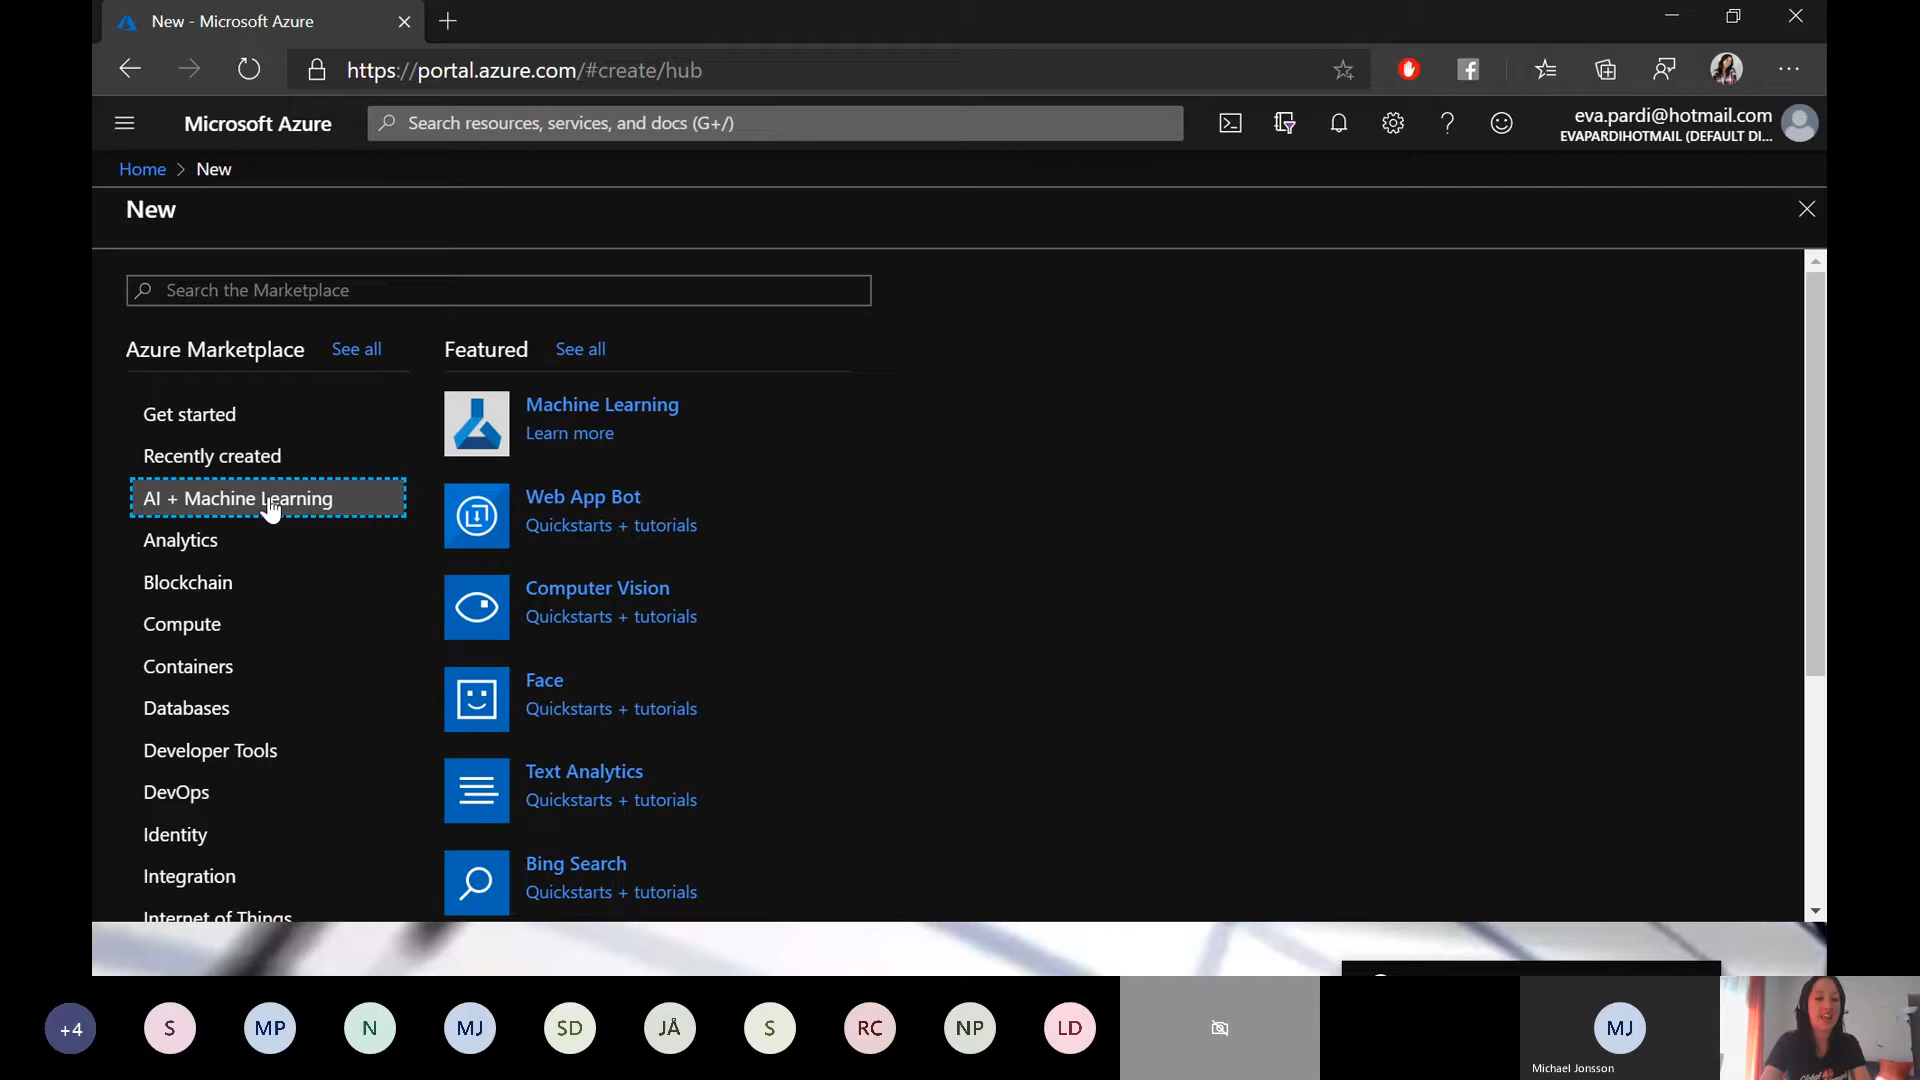 New - Microsoft Azure
https://portal.azure.com/#create/hub
Microsoft Azure
Search resources, services, and docs (G+/)
eva.pardi@hotmail.com
EVAPARDIHOTMAIL (DEFAULT DI...
Home > New
New
Search the Marketplace
Azure Marketplace See all
Featured See all
Get started
Recently created
AI + Machine Learning
Analytics
Blockchain
Compute
Containers
Databases
Developer Tools
DevOps
Identity
Integration
Internet of Things
Machine Learning
Learn more
Web App Bot
Quickstarts + tutorials
Computer Vision
Quickstarts + tutorials
Face
Quickstarts + tutorials
Text Analytics
Quickstarts + tutorials
Bing Search
Quickstarts + tutorials
+4
S
MP
N
MJ
SD
JÅ
S
RC
NP
LD
MJ
Michael Jonsson